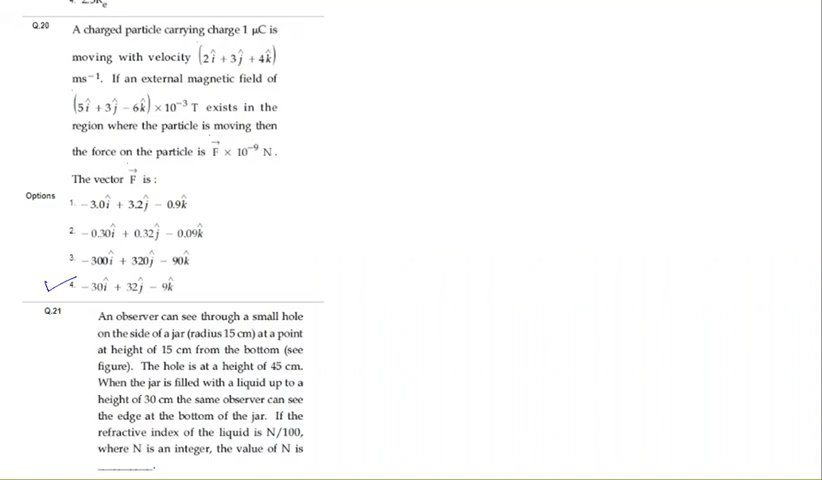 Q.20 A charged particle carrying charge 1 μC is
moving with velocity (2î + 3ĵ + 4k̂)
ms⁻¹. If an external magnetic field of
(5î + 3ĵ − 6k̂) × 10⁻³ T exists in the
region where the particle is moving then
the force on the particle is F⃗ × 10⁻⁹ N.
The vector F⃗ is :
Options 1. −3.0î + 3.2ĵ − 0.9k̂
2. −0.30î + 0.32ĵ − 0.09k̂
3. −300î + 320ĵ − 90k̂
4. −30î + 32ĵ − 9k̂
Q.21 An observer can see through a small hole
on the side of a jar (radius 15 cm) at a point
at height of 15 cm from the bottom (see
figure). The hole is at a height of 45 cm.
When the jar is filled with a liquid up to a
height of 30 cm the same observer can see
the edge at the bottom of the jar. If the
refractive index of the liquid is N/100,
where N is an integer, the value of N is
________.